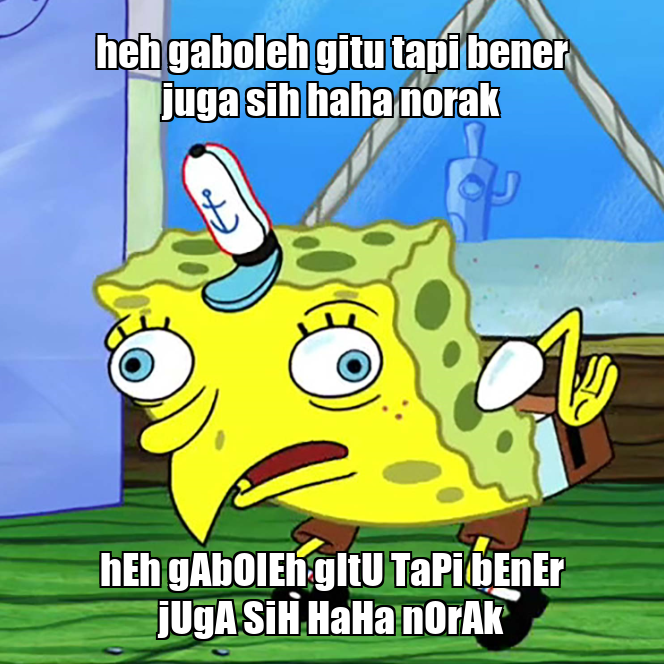 heh gaboleh gitu tapi bener
juga sih haha norak
hEh gAbOlEh gItU TaPi bEnEr
jUgA SiH HaHa nOrAk